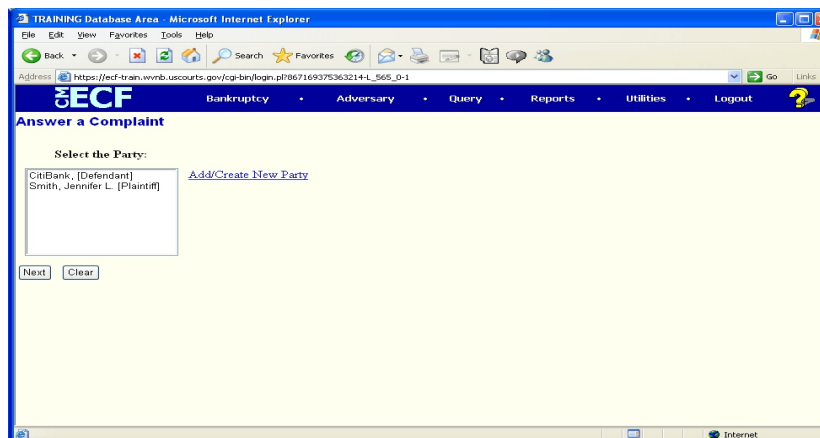 TRAINING Database Area - Microsoft Internet Explorer
File Edit View Favorites Tools Help
Back Search Favorites
Address https://ecf-train.wvnb.uscourts.gov/cgi-bin/login.pl?867169375363214-L_565_0-1 Go Links
CM ECF Bankruptcy • Adversary • Query • Reports • Utilities • Logout ?
Answer a Complaint
Select the Party:
CitiBank, [Defendant] Add/Create New Party
Smith, Jennifer L. [Plaintiff]
Next Clear
Internet